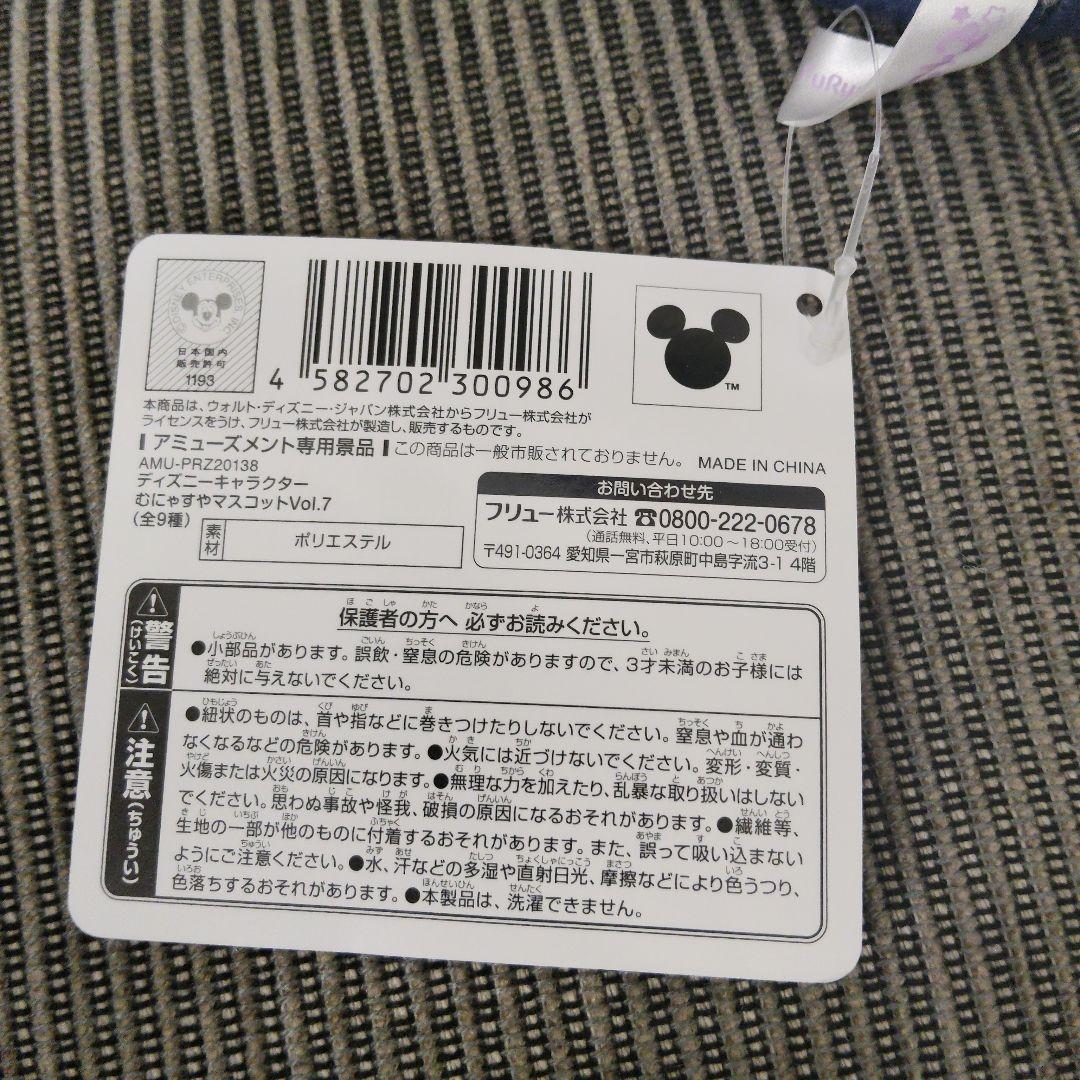 FuRyu
©DISNEY ENTERPRISES, INC.
日本国内
販売許可
1193
4 582702 300986
TM
本商品は、ウォルト・ディズニー・ジャパン株式会社からフリュー株式会社が
ライセンスをうけ、フリュー株式会社が製造し、販売するものです。
アミューズメント専用景品 この商品は一般市販されておりません。 MADE IN CHINA
AMU-PRZ20138
ディズニーキャラクター
むにゃすやマスコットVol.7
(全9種)
素材 ポリエステル
お問い合わせ先
フリュー株式会社 ☎0800-222-0678
(通話無料、平日10:00～18:00受付)
〒491-0364 愛知県一宮市萩原町中島字流3-1 4階
警告(けいこく)
保護者の方へ 必ずお読みください。
●小部品があります。誤飲・窒息の危険がありますので、3才未満のお子様には
絶対に与えないでください。
注意(ちゅうい)
●紐状のものは、首や指などに巻きつけたりしないでください。窒息や血が通わ
なくなるなどの危険があります。●火気には近づけないでください。変形・変質・
火傷または火災の原因になります。●無理な力を加えたり、乱暴な取り扱いはしない
でください。思わぬ事故や怪我、破損の原因になるおそれがあります。●繊維等、
生地の一部が他のものに付着するおそれがあります。また、誤って吸い込まない
ようにご注意ください。●水、汗などの多湿や直射日光、摩擦などにより色うつり、
色落ちするおそれがあります。●本製品は、洗濯できません。